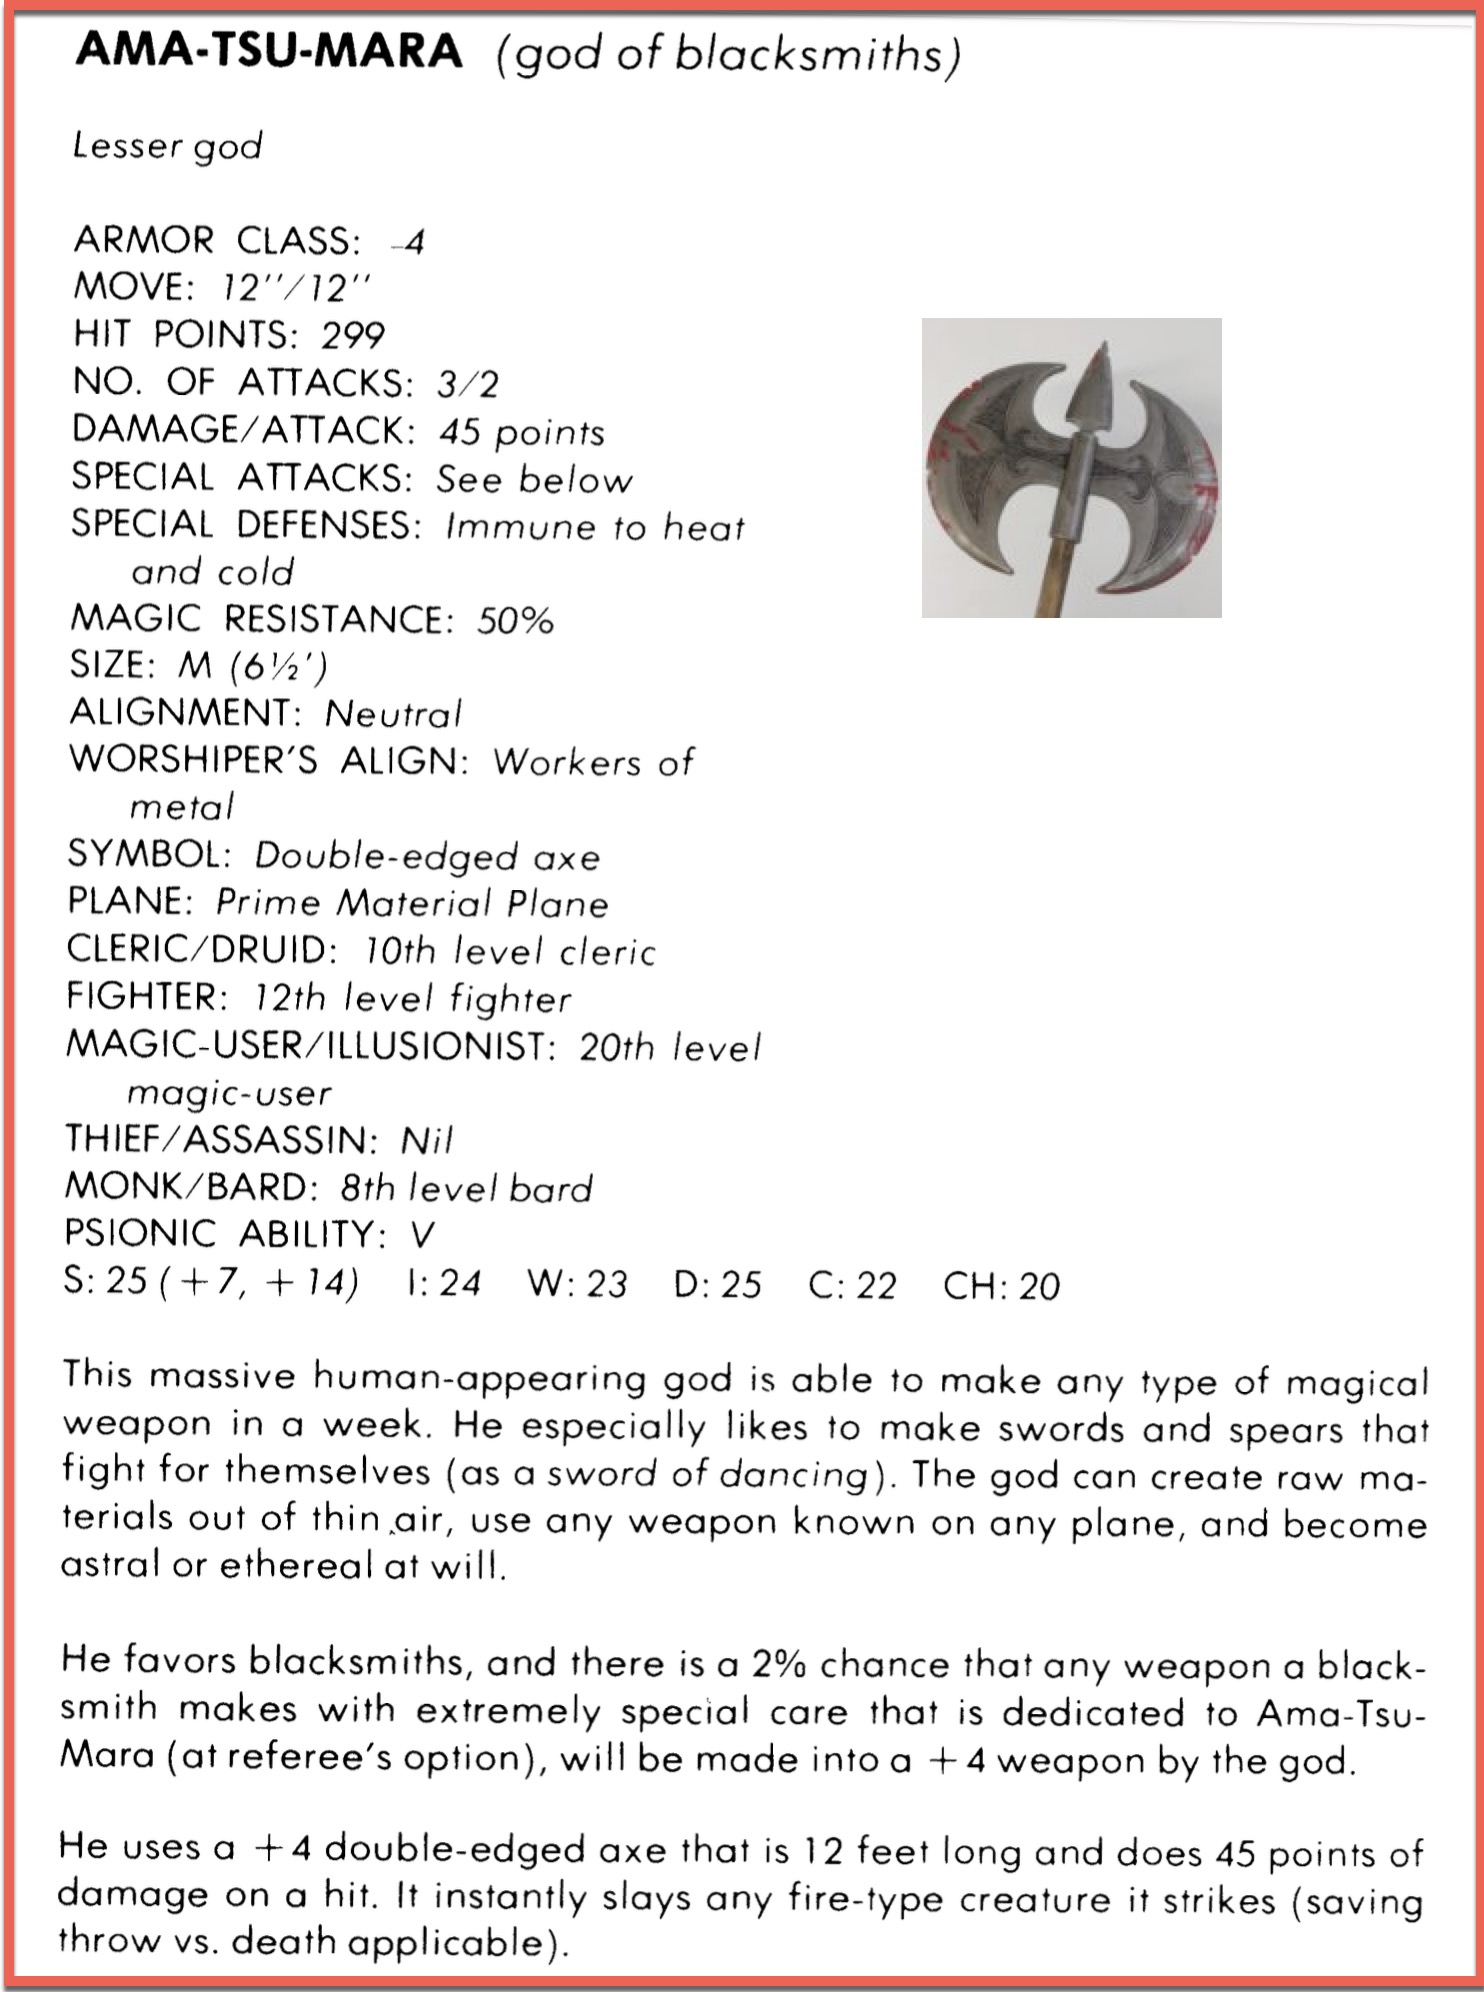 AMA-TSU-MARA (god of blacksmiths)
Lesser god
ARMOR CLASS: -4
MOVE: 12''/12''
HIT POINTS: 299
NO. OF ATTACKS: 3/2
DAMAGE/ATTACK: 45 points
SPECIAL ATTACKS: See below
SPECIAL DEFENSES: Immune to heat
and cold
MAGIC RESISTANCE: 50%
SIZE: M (6½')
ALIGNMENT: Neutral
WORSHIPER'S ALIGN: Workers of
metal
SYMBOL: Double-edged axe
PLANE: Prime Material Plane
CLERIC/DRUID: 10th level cleric
FIGHTER: 12th level fighter
MAGIC-USER/ILLUSIONIST: 20th level
magic-user
THIEF/ASSASSIN: Nil
MONK/BARD: 8th level bard
PSIONIC ABILITY: V
S: 25 (+7, +14) I: 24 W: 23 D: 25 C: 22 CH: 20
This massive human-appearing god is able to make any type of magical
weapon in a week. He especially likes to make swords and spears that
fight for themselves (as a sword of dancing). The god can create raw ma-
terials out of thin air, use any weapon known on any plane, and become
astral or ethereal at will.
He favors blacksmiths, and there is a 2% chance that any weapon a black-
smith makes with extremely special care that is dedicated to Ama-Tsu-
Mara (at referee's option), will be made into a +4 weapon by the god.
He uses a +4 double-edged axe that is 12 feet long and does 45 points of
damage on a hit. It instantly slays any fire-type creature it strikes (saving
throw vs. death applicable).